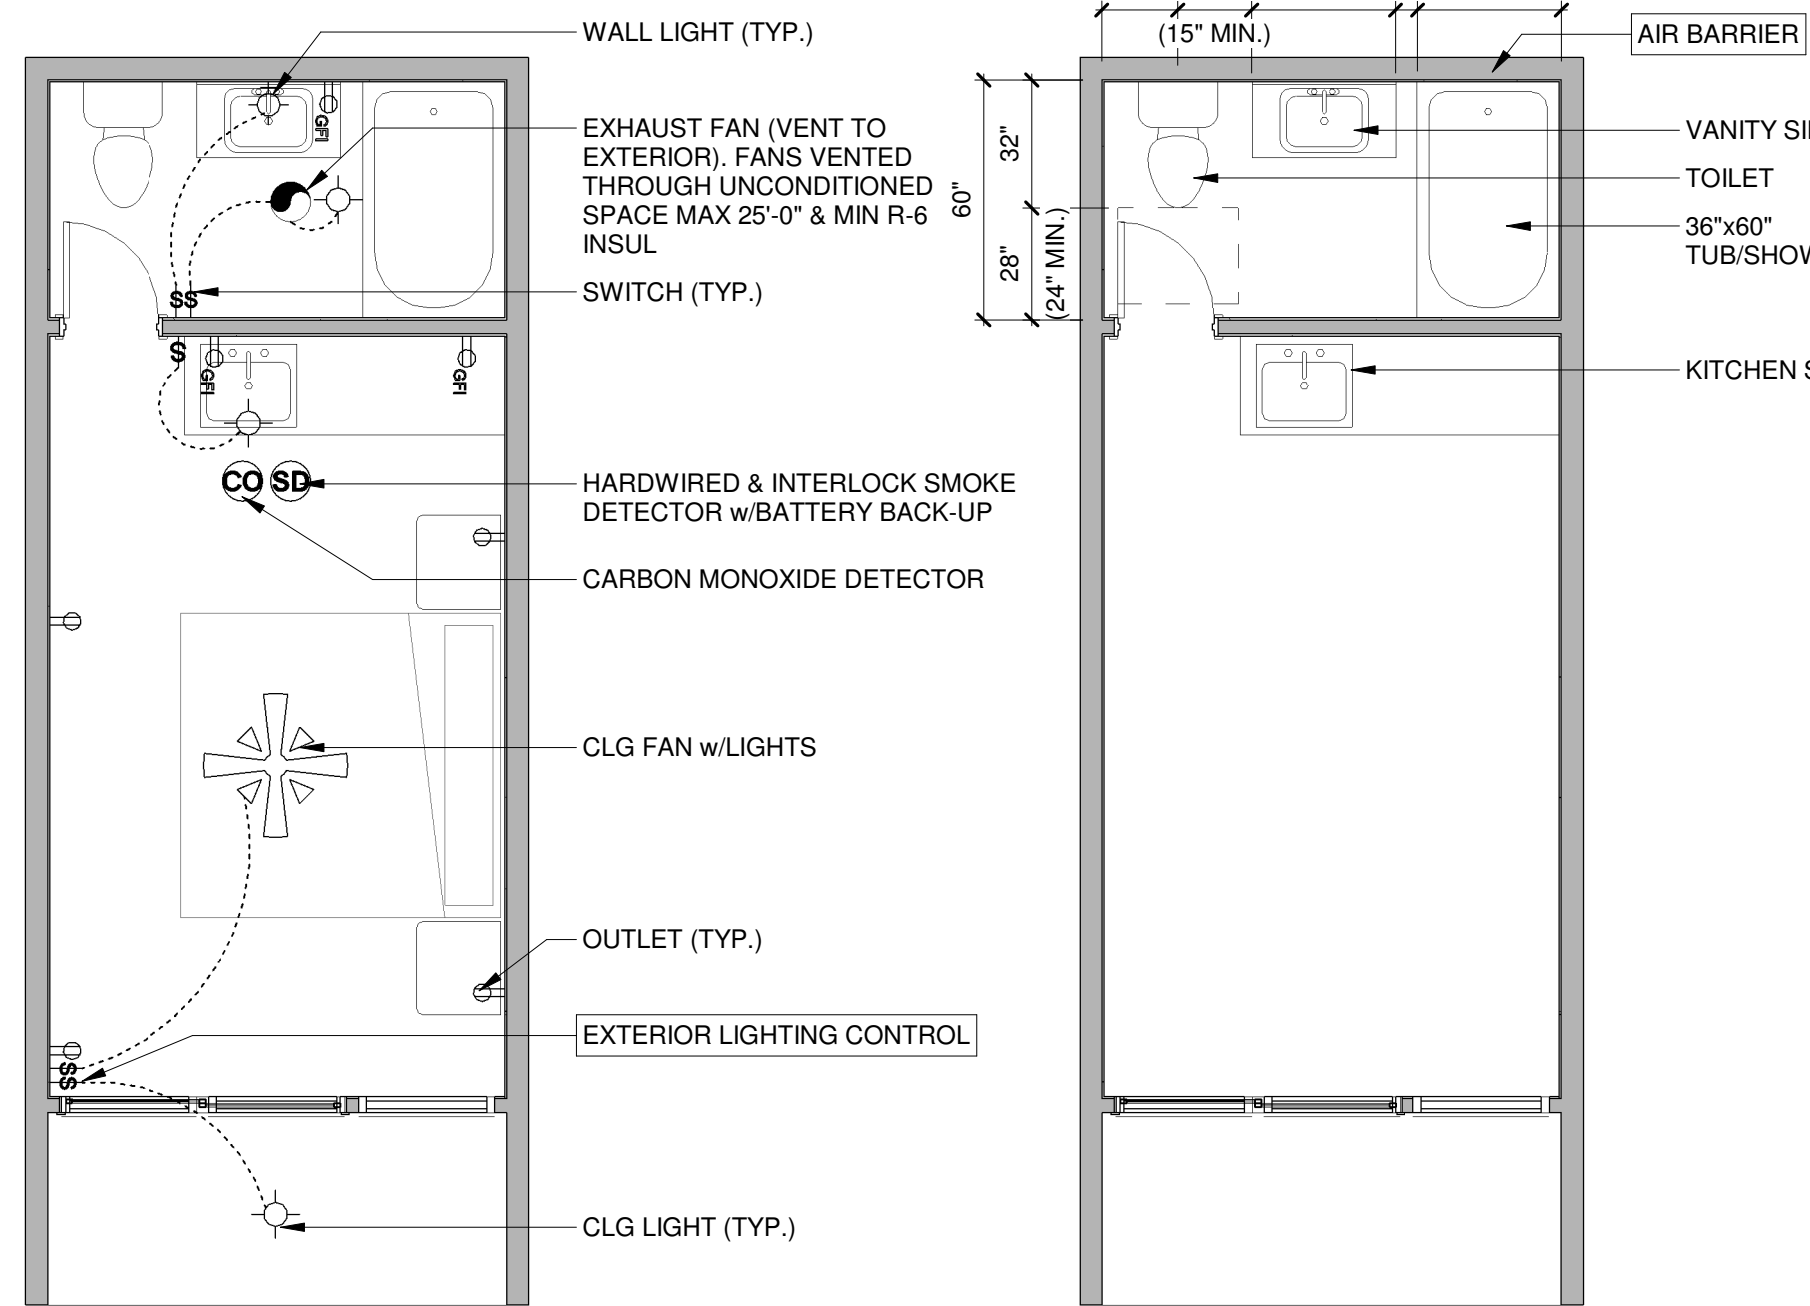 WALL LIGHT (TYP.)
EXHAUST FAN (VENT TO
EXTERIOR). FANS VENTED
THROUGH UNCONDITIONED
SPACE MAX 25'-0" & MIN R-6
INSUL
SWITCH (TYP.)
HARDWIRED & INTERLOCK SMOKE
DETECTOR w/BATTERY BACK-UP
CARBON MONOXIDE DETECTOR
CLG FAN w/LIGHTS
OUTLET (TYP.)
EXTERIOR LIGHTING CONTROL
CLG LIGHT (TYP.)
GFI
SS
S
GFI
GFI
CO
SD
SS
(15" MIN.)
AIR BARRIER
60"
32"
28"
(24" MIN.)
VANITY
TOILET
36"x60"
KITCHEN